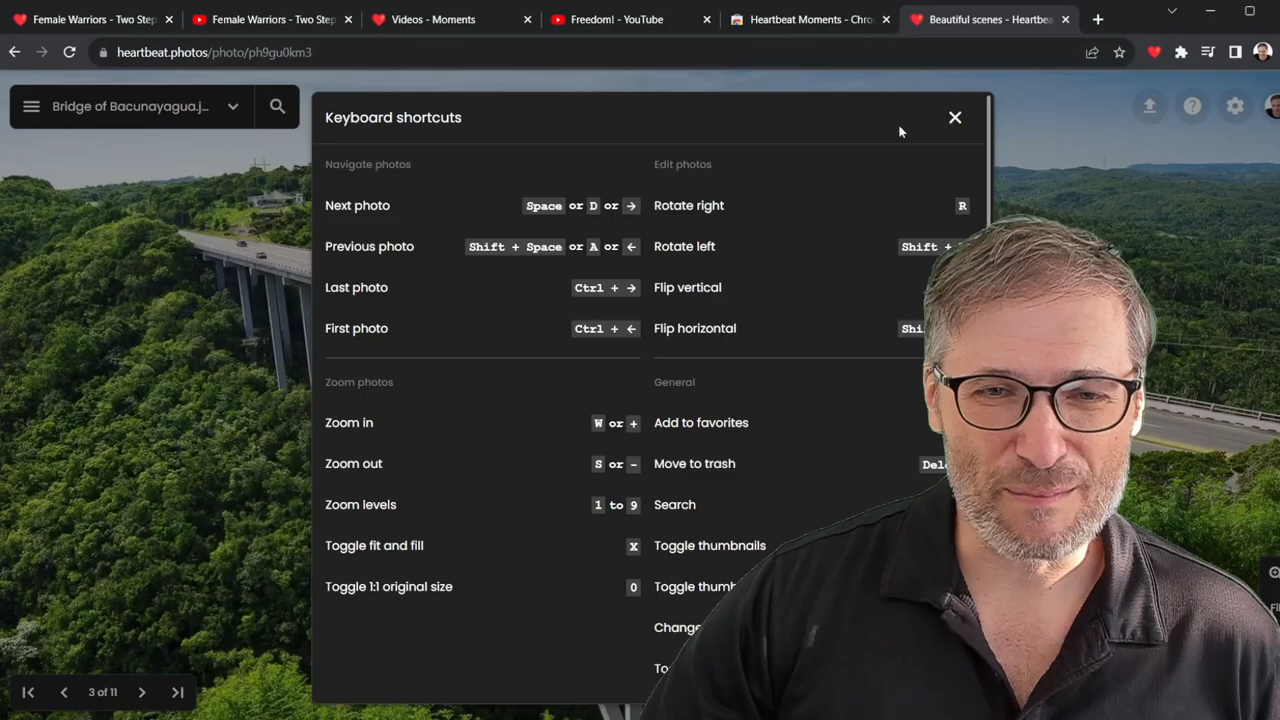 Female Warriors - Two Step
Female Warriors - Two Step
Videos - Moments
Freedom! - YouTube
Heartbeat Moments - Chro
Beautiful scenes - Heartbea
heartbeat.photos/photo/ph9gu0km3
Bridge of Bacunayagua.j...
Keyboard shortcuts
Navigate photos
Next photo Space or D or →
Previous photo Shift + Space or A or ←
Last photo Ctrl + →
First photo Ctrl + ←
Zoom photos
Zoom in W or +
Zoom out S or -
Zoom levels 1 to 9
Toggle fit and fill X
Toggle 1:1 original size 0
Edit photos
Rotate right R
Rotate left Shift +
Flip vertical
Flip horizontal
General
Add to favorites
Move to trash
Search
Toggle thumbnails
Toggle
Change
3 of 11